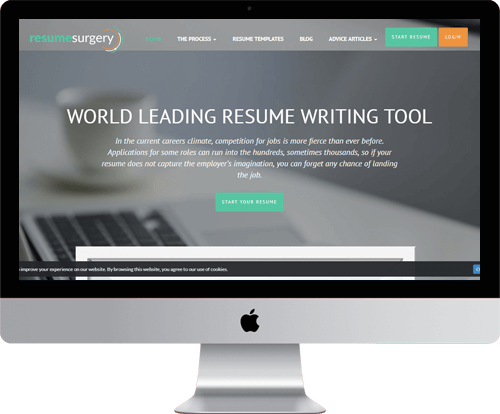 resumesurgery
HOME THE PROCESS RESUME TEMPLATES BLOG ADVICE ARTICLES START RESUME LOGIN
WORLD LEADING RESUME WRITING TOOL
In the current careers climate, competition for jobs is more fierce than ever before.
Applications for some roles can run into the hundreds, sometimes thousands, so if your
resume does not capture the employer's imagination, you can forget any chance of landing
the job.
START YOUR RESUME
improve your experience on our website. By browsing this website, you agree to our use of cookies.